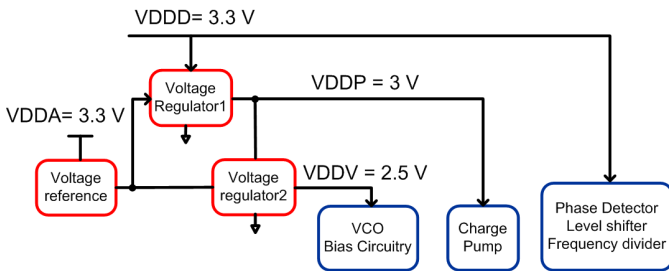 VDDD= 3.3 V
Voltage
Regulator1
VDDP = 3 V
VDDA= 3.3 V
Voltage
reference
Voltage
regulator2
VDDV = 2.5 V
VCO
Bias Circuitry
Charge
Pump
Phase Detector
Level shifter
Frequency divider